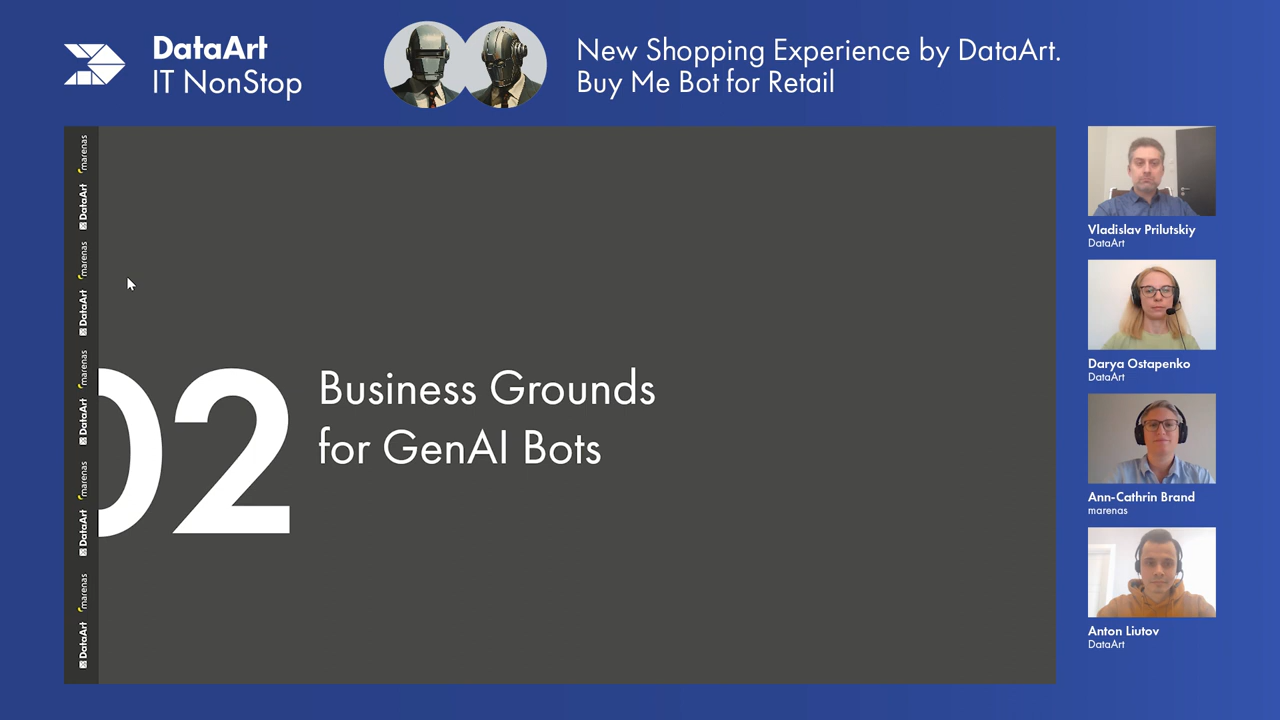 DataArt
IT NonStop
New Shopping Experience by DataArt.
Buy Me Bot for Retail
marenas
DataArt
marenas
DataArt
marenas
DataArt
marenas
DataArt
marenas
DataArt
02
Business Grounds
for GenAI Bots
Vladislav Prilutskiy
DataArt
Darya Ostapenko
DataArt
Ann-Cathrin Brand
marenas
Anton Liutov
DataArt